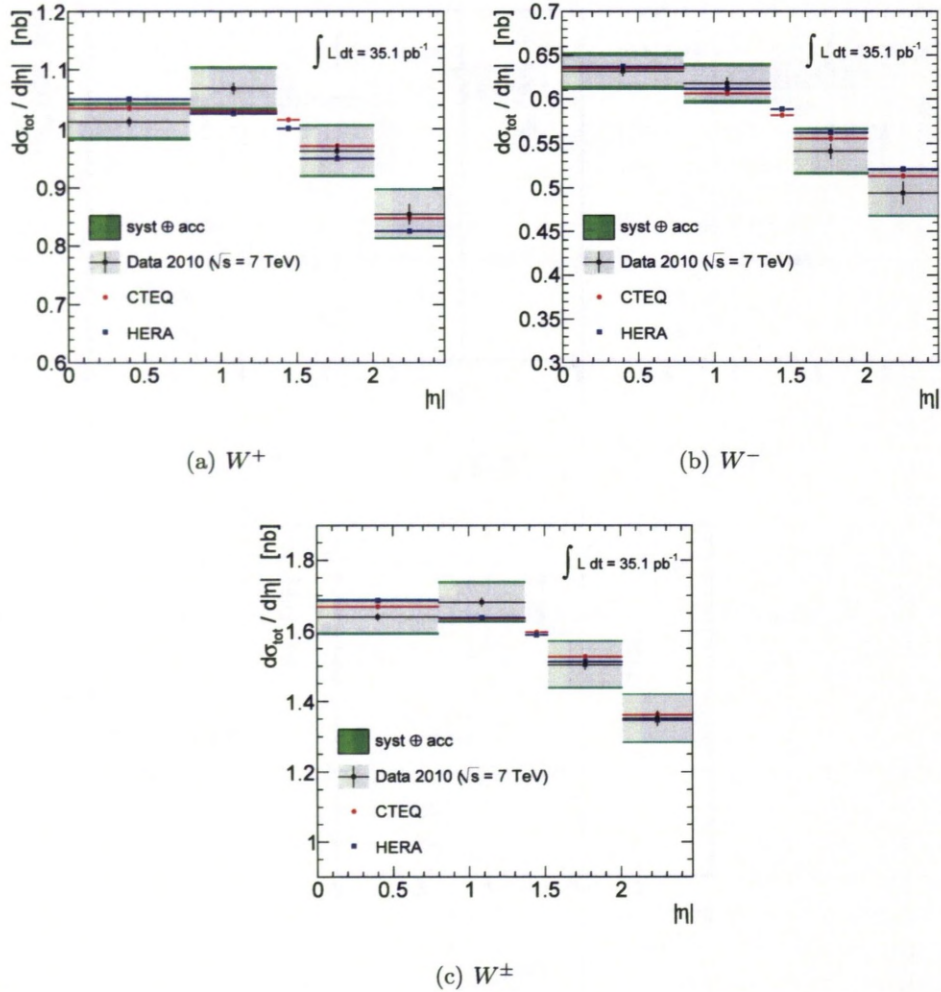 dσtot / d|η| [nb]
∫ L dt = 35.1 pb⁻¹
1.2
1.1
1
0.9
0.8
0.7
0.6
syst ⊕ acc
Data 2010 (√s = 7 TeV)
CTEQ
HERA
0 0.5 1 1.5 2
|η|
(a) W⁺
dσtot / d|η| [nb]
∫ L dt = 35.1 pb⁻¹
0.7
0.65
0.6
0.55
0.5
0.45
0.4
0.35
0.3
syst ⊕ acc
Data 2010 (√s = 7 TeV)
CTEQ
HERA
0 0.5 1 1.5 2
|η|
(b) W⁻
dσtot / d|η| [nb]
∫ L dt = 35.1 pb⁻¹
1.8
1.6
1.4
1.2
1
syst ⊕ acc
Data 2010 (√s = 7 TeV)
CTEQ
HERA
0 0.5 1 1.5 2
|η|
(c) W±